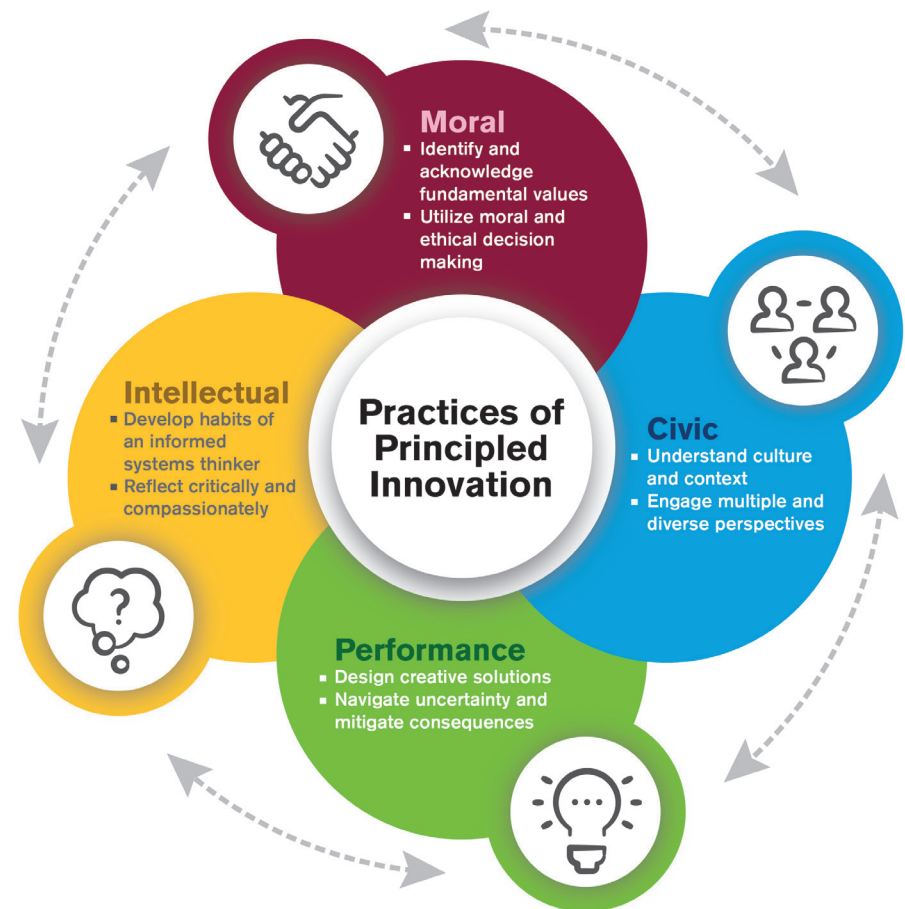 Moral
▪ Identify and
acknowledge
fundamental values
▪ Utilize moral and
ethical decision
making
Intellectual
▪ Develop habits of
an informed
systems thinker
▪ Reflect critically and
compassionately
?
Practices of
Principled
Innovation
Civic
▪ Understand culture
and context
▪ Engage multiple and
diverse perspectives
Performance
▪ Design creative solutions
▪ Navigate uncertainty and
mitigate consequences